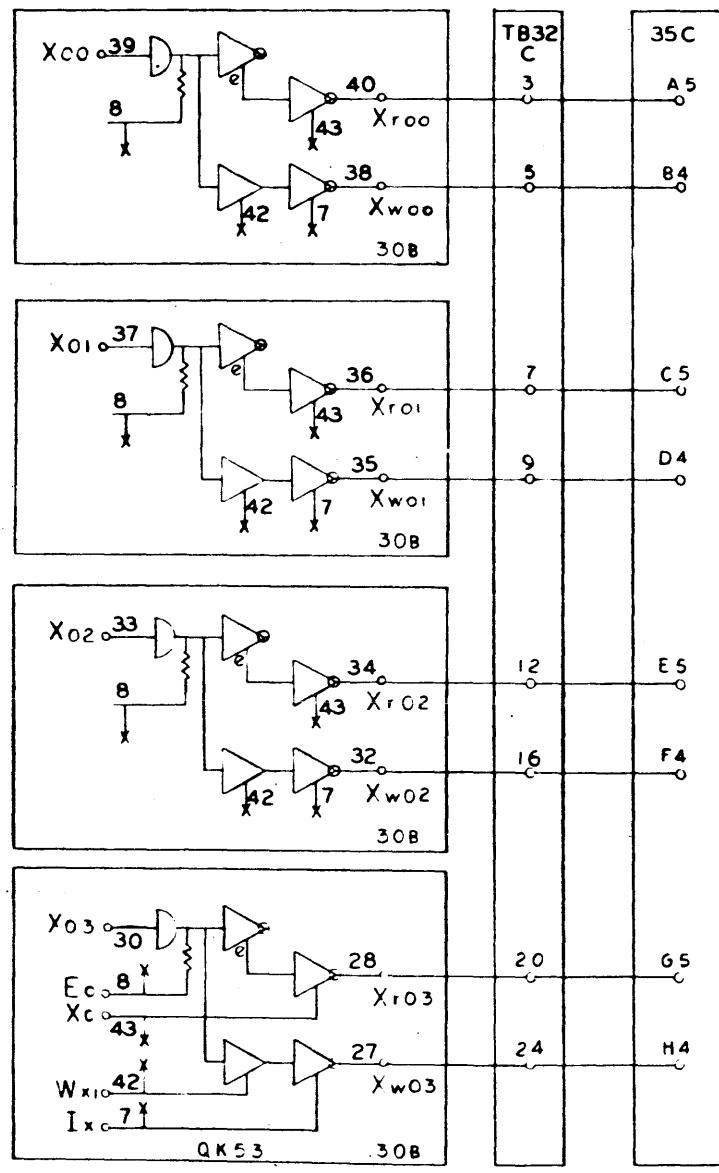 TB32 35C
C
XC0 39 e 40 3 A5
8 43 Xr00
38 5 B4
42 7 Xw00
30B
X01 37 e 36 7 C5
8 43 Xr01
35 9 D4
42 7 Xw01
30B
X02 33 e 34 12 E5
8 43 Xr02
32 16 F4
42 7 Xw02
30B
X03 30 e 28 20 G5
Ec 8 Xr03
Xc 43
27 24 H4
Wx1 42 Xw03
Ixc 7
QK53 30B